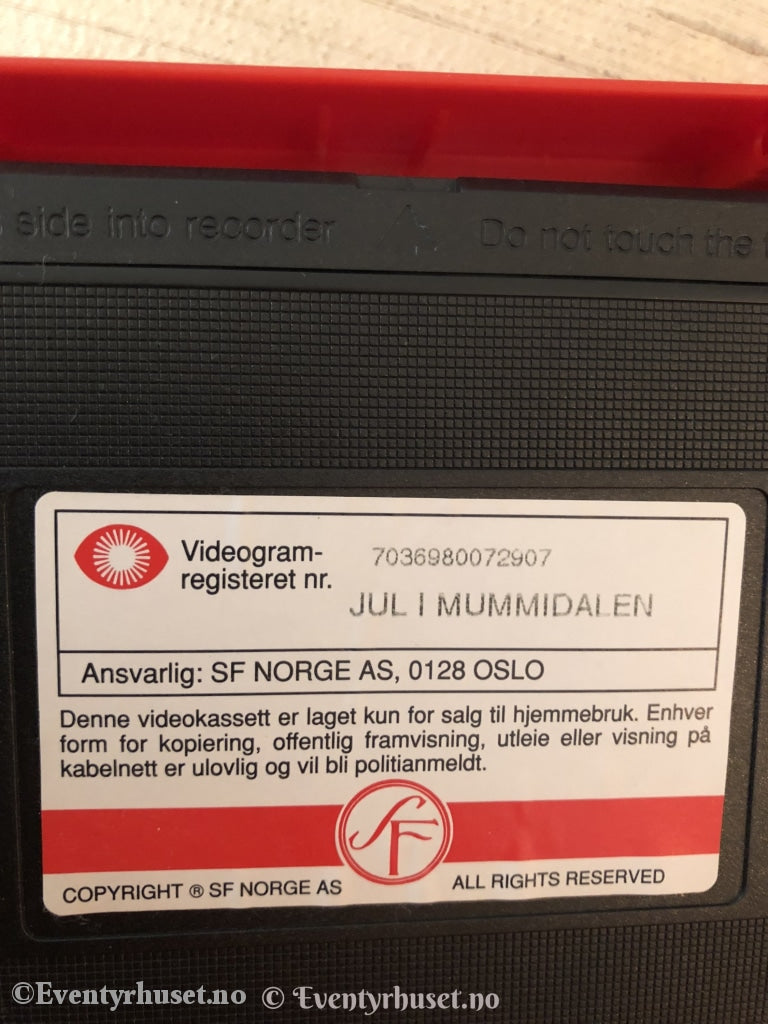 side into recorder Do not touch the
Videogram-
registeret nr.
7036980072907
JUL I MUMMIDALEN
Ansvarlig: SF NORGE AS, 0128 OSLO
Denne videokassett er laget kun for salg til hjemmebruk. Enhver
form for kopiering, offentlig framvisning, utleie eller visning på
kabelnett er ulovlig og vil bli politianmeldt.
SF
COPYRIGHT ® SF NORGE AS ALL RIGHTS RESERVED
©Eventyrhuset.no © Eventyrhuset.no